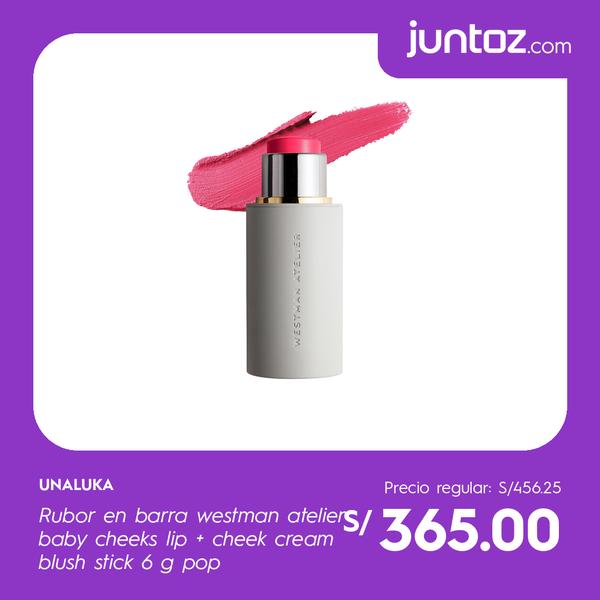 juntoz.com
WESTMAN ATELIER
UNALUKA
Rubor en barra westman atelier
baby cheeks lip + cheek cream
blush stick 6 g pop
Precio regular: S/456.25
S/ 365.00